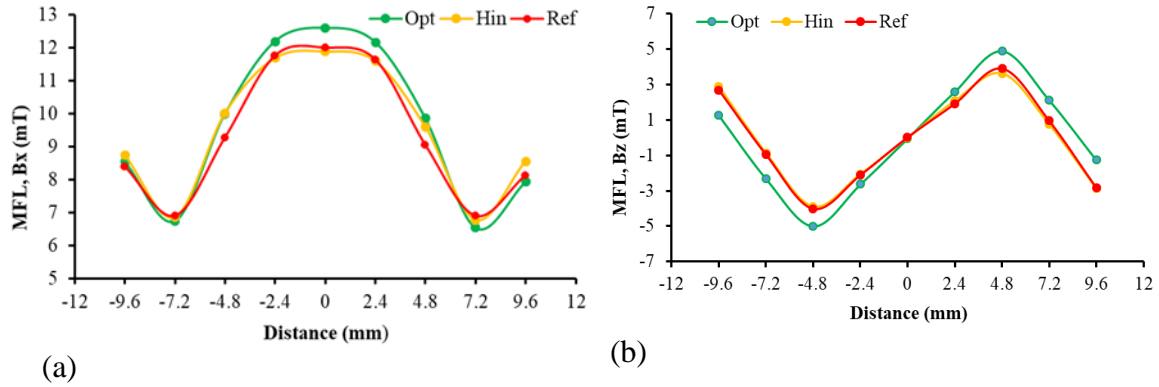 Opt Hin Ref
MFL, Bx (mT)
13
12
11
10
9
8
7
6
5
-12 -9.6 -7.2 -4.8 -2.4 0 2.4 4.8 7.2 9.6 12
Distance (mm)
(a)
Opt Hin Ref
MFL, Bz (mT)
7
5
3
1
-1
-3
-5
-7
-12 -9.6 -7.2 -4.8 -2.4 0 2.4 4.8 7.2 9.6 12
Distance (mm)
(b)